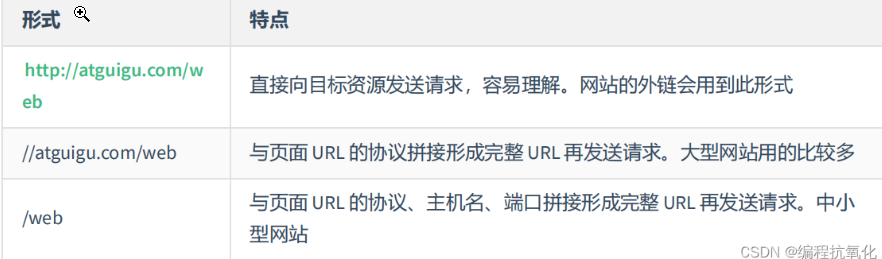 形式 特点
http://atguigu.com/w
eb
直接向目标资源发送请求，容易理解。网站的外链会用到此形式
//atguigu.com/web 与页面 URL 的协议拼接形成完整 URL 再发送请求。大型网站用的比较多
/web
与页面 URL 的协议、主机名、端口拼接形成完整 URL 再发送请求。中小
型网站
CSDN @编程抗氧化